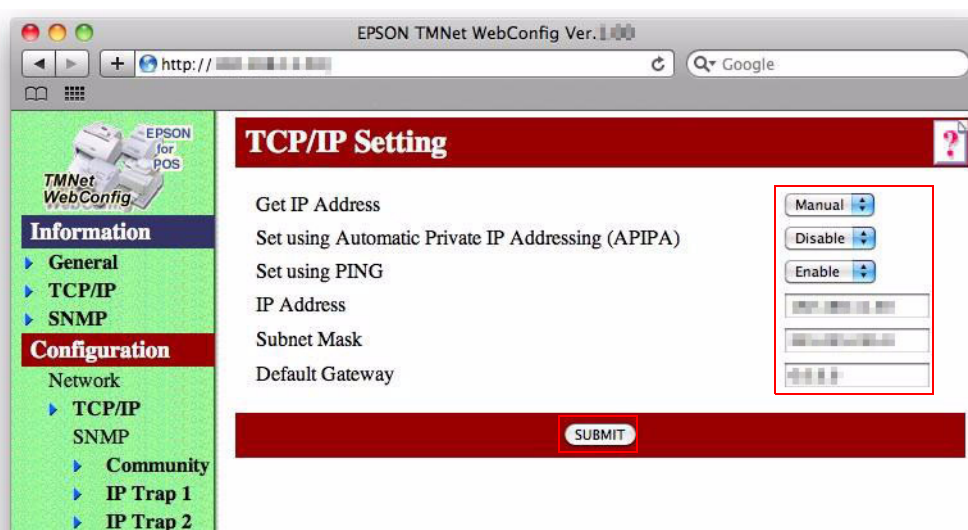 EPSON TMNet WebConfig Ver.
http://
Google
EPSON
for
POS
TMNet
WebConfig
Information
General
TCP/IP
SNMP
Configuration
Network
TCP/IP
SNMP
Community
IP Trap 1
IP Trap 2
TCP/IP Setting
?
Get IP Address Manual
Set using Automatic Private IP Addressing (APIPA) Disable
Set using PING Enable
IP Address
Subnet Mask
Default Gateway
SUBMIT